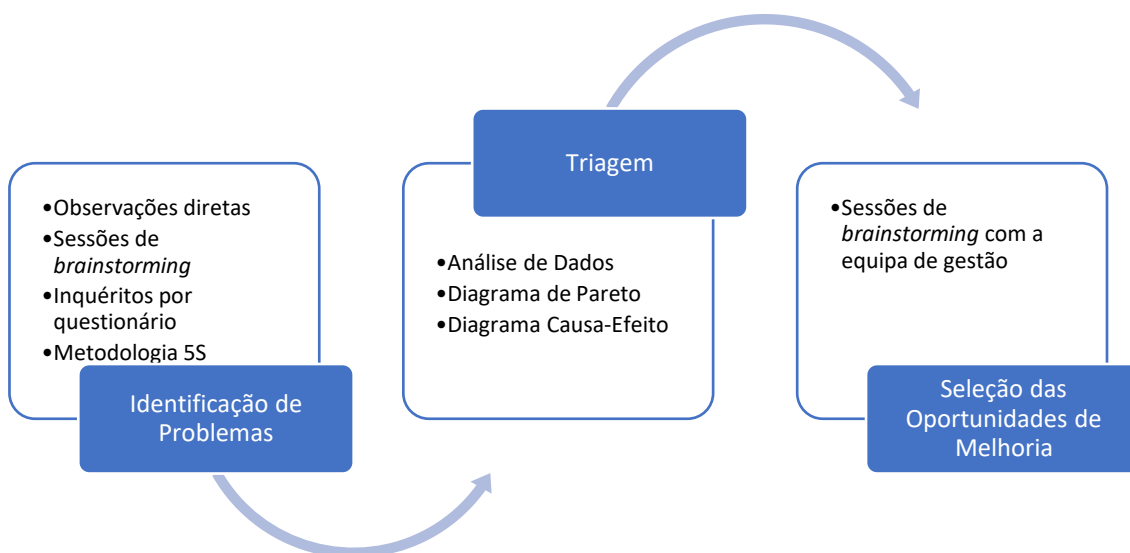 •Observações diretas
•Sessões de
brainstorming
•Inquéritos por
questionário
•Metodologia 5S
Identificação de
Problemas
Triagem
•Análise de Dados
•Diagrama de Pareto
•Diagrama Causa-Efeito
•Sessões de
brainstorming com a
equipa de gestão
Seleção das
Oportunidades de
Melhoria